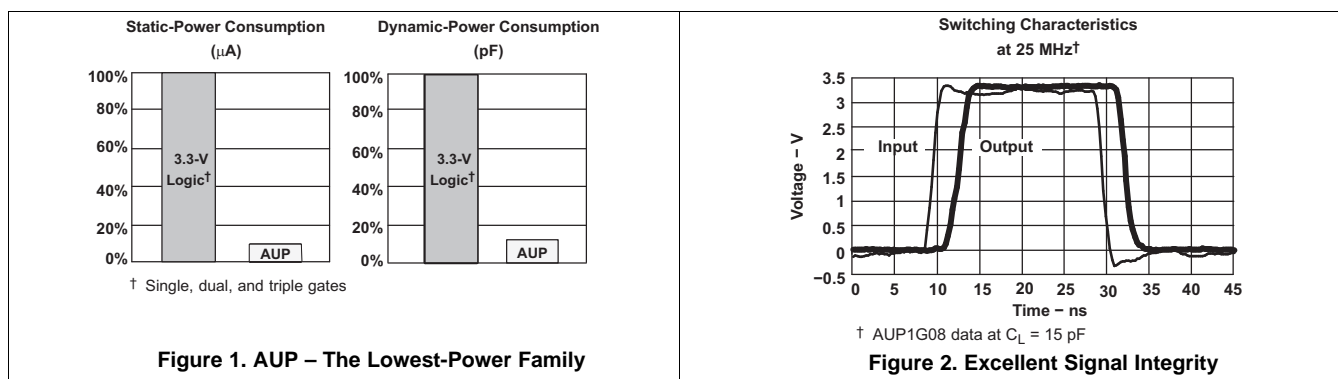 Static-Power Consumption
(μA)
100%
80%
60%
40%
20%
0%
3.3-V
Logic†
AUP
Dynamic-Power Consumption
(pF)
100%
80%
60%
40%
20%
0%
3.3-V
Logic†
AUP
† Single, dual, and triple gates
Figure 1. AUP – The Lowest-Power Family
Switching Characteristics
at 25 MHz†
Voltage – V
3.5
3
2.5
2
1.5
1
0.5
0
−0.5
Input
Output
0 5 10 15 20 25 30 35 40 45
Time – ns
† AUP1G08 data at CL = 15 pF
Figure 2. Excellent Signal Integrity